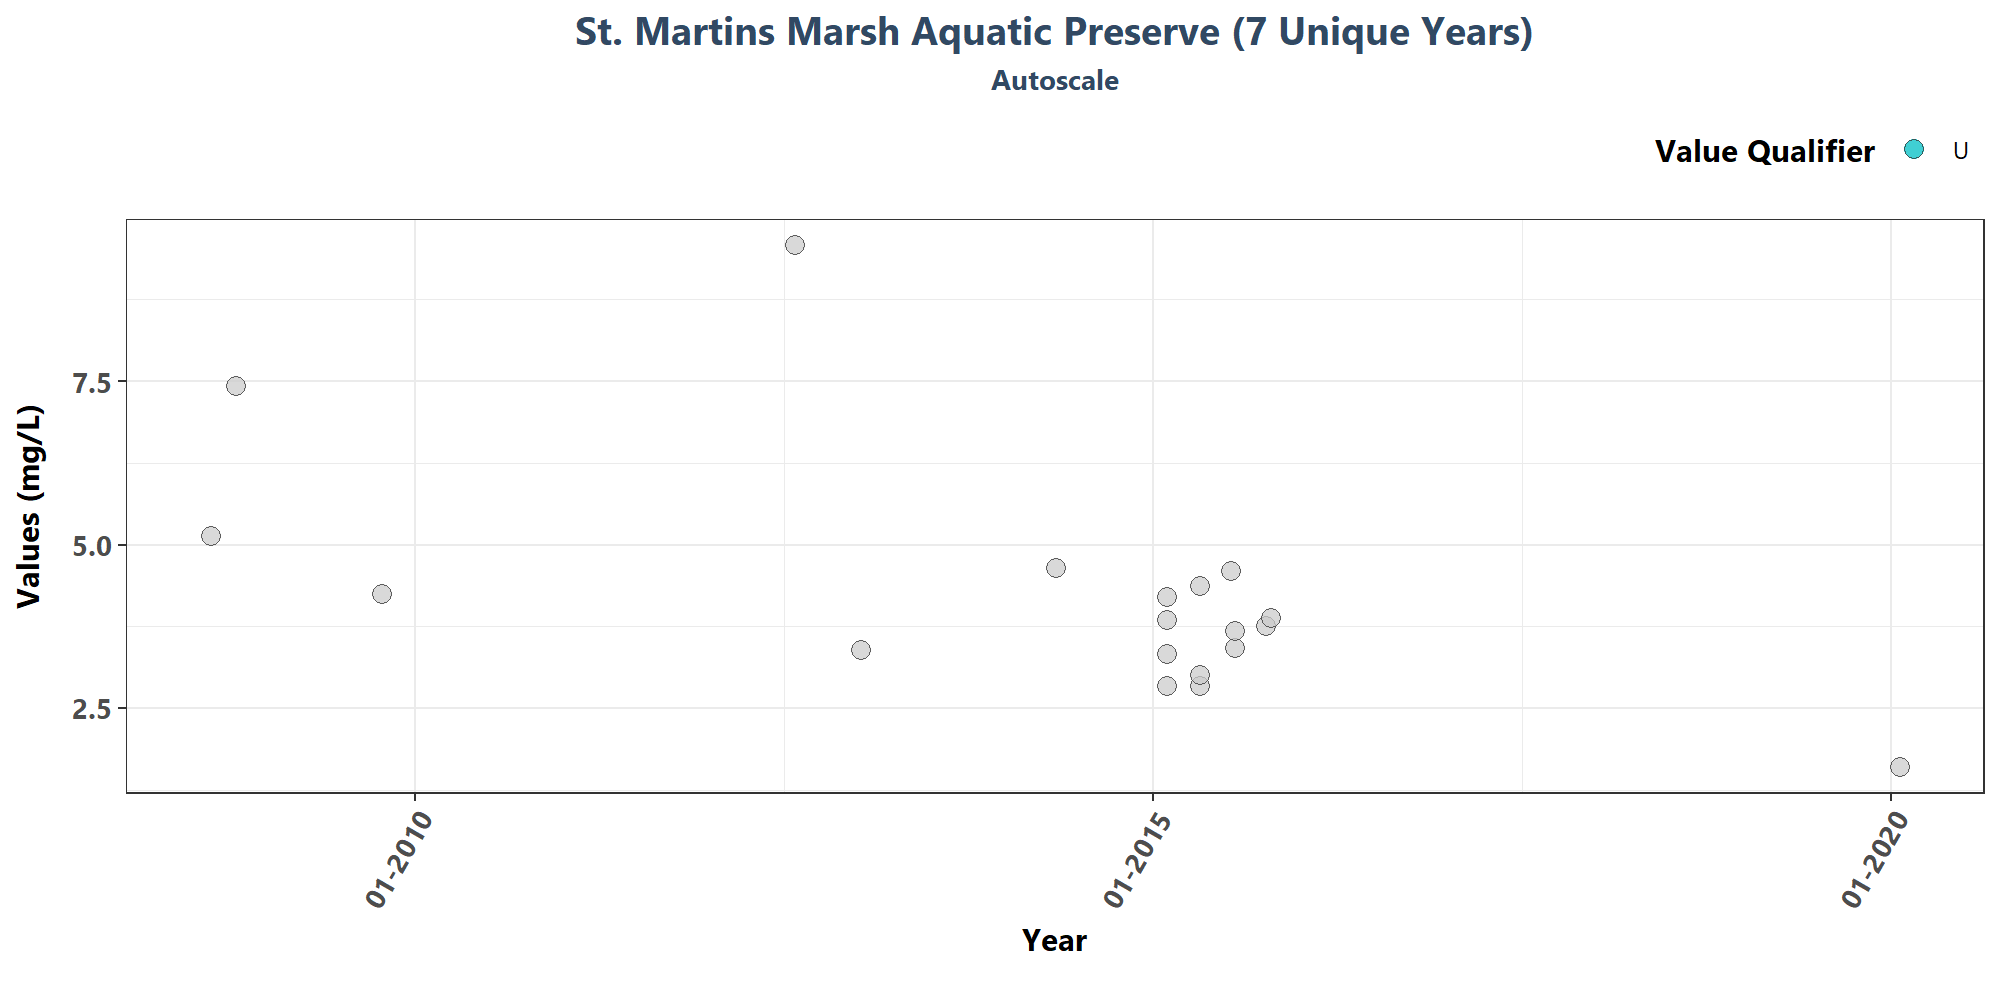 St. Martins Marsh Aquatic Preserve (7 Unique Years)
Autoscale
Value Qualifier U
Values (mg/L)
7.5
5.0
2.5
01-2010
01-2015
01-2020
Year